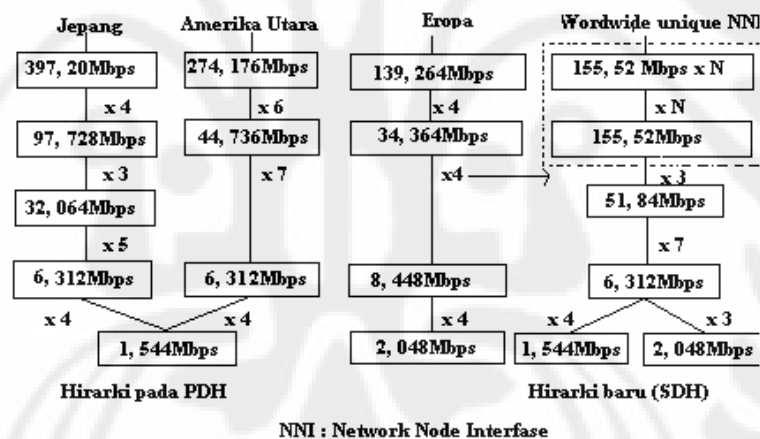 Jepang Amerika Utara Eropa Wordwide unique NNI
397, 20Mbps 274, 176Mbps 139, 264Mbps 155, 52 Mbps x N
x 4 x 6 x 4 x N
97, 728Mbps 44, 736Mbps 34, 364Mbps 155, 52Mbps
x 3 x 7 x4 x 3
32, 064Mbps 51, 84Mbps
x 5 x 7
6, 312Mbps 6, 312Mbps 8, 448Mbps 6, 312Mbps
x 4 x 4 x 4 x 4 x 3
1, 544Mbps 2, 048Mbps 1, 544Mbps 2, 048Mbps
Hirarki pada PDH Hirarki baru (SDH)
NNI : Network Node Interfase